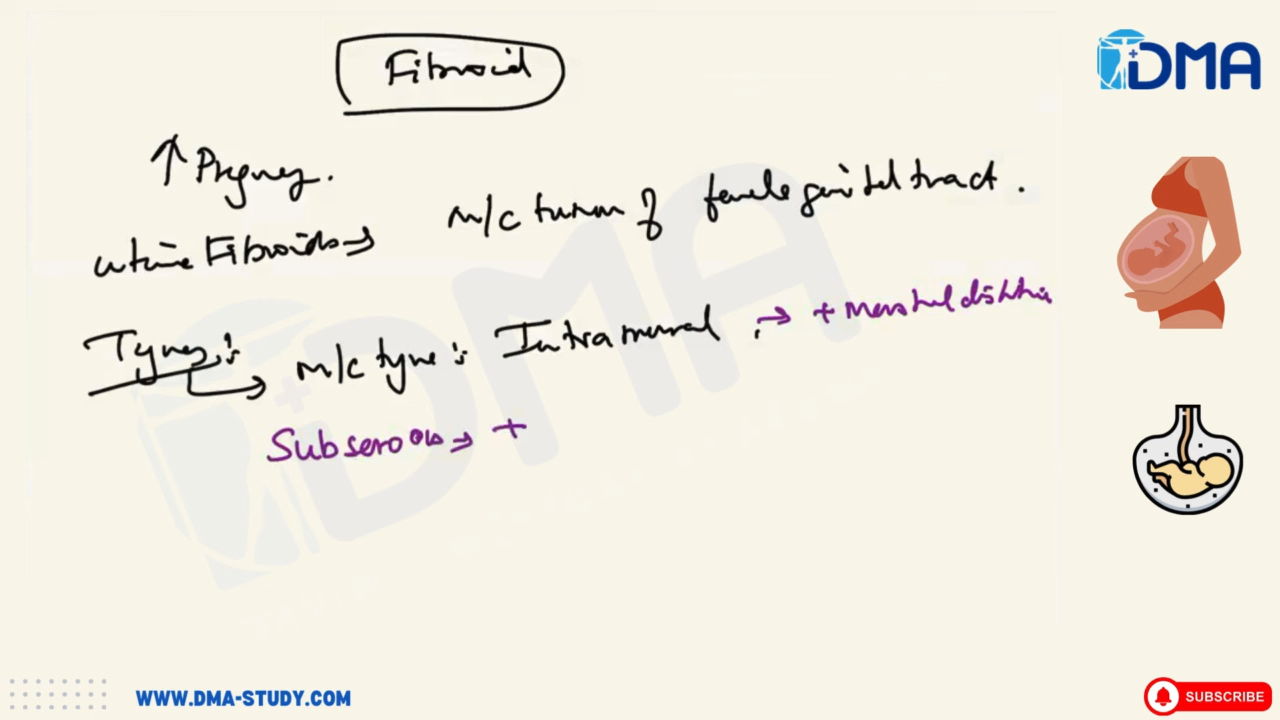 Fibroid
DMA
↑ Pregney.
m/c tumor of female genital tract.
uterine Fibroids →
Types :
m/c type : Intramural → + Menstrual
Subserous → +
WWW.DMA-STUDY.COM
SUBSCRIBE